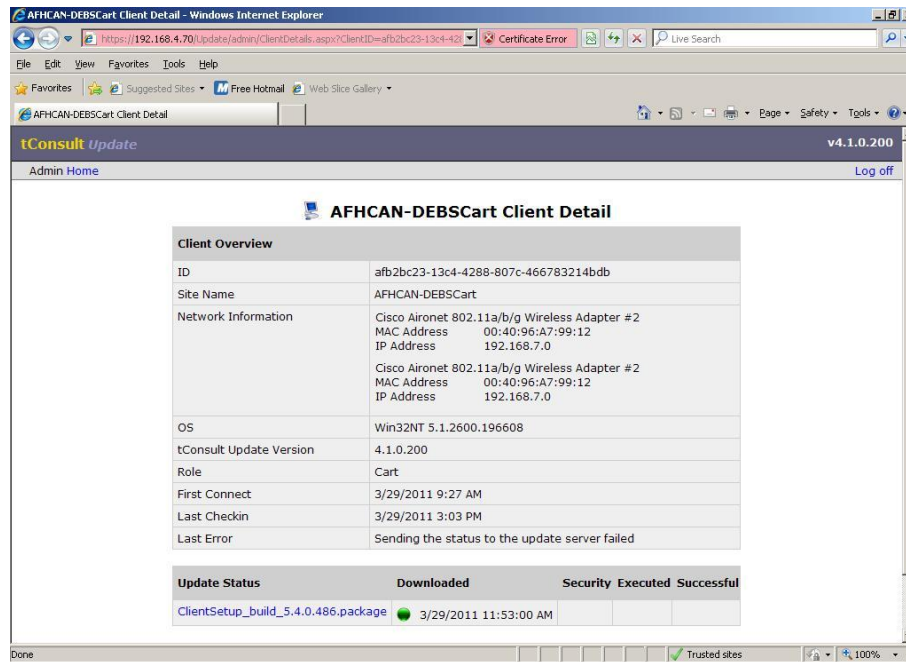 AFHCAN-DEBSCart Client Detail - Windows Internet Explorer
https://192.168.4.70/Update/admin/ClientDetails.aspx?ClientID=afb2bc23-13c4-428 Certificate Error Live Search
File Edit View Favorites Tools Help
Favorites Suggested Sites Free Hotmail Web Slice Gallery
AFHCAN-DEBSCart Client Detail Page Safety Tools
tConsult Update v4.1.0.200
Admin Home Log off
AFHCAN-DEBSCart Client Detail
Client Overview
ID afb2bc23-13c4-4288-807c-466783214bdb
Site Name AFHCAN-DEBSCart
Network Information Cisco Aironet 802.11a/b/g Wireless Adapter #2
MAC Address 00:40:96:A7:99:12
IP Address 192.168.7.0
Cisco Aironet 802.11a/b/g Wireless Adapter #2
MAC Address 00:40:96:A7:99:12
IP Address 192.168.7.0
OS Win32NT 5.1.2600.196608
tConsult Update Version 4.1.0.200
Role Cart
First Connect 3/29/2011 9:27 AM
Last Checkin 3/29/2011 3:03 PM
Last Error Sending the status to the update server failed
Update Status Downloaded Security Executed Successful
ClientSetup_build_5.4.0.486.package 3/29/2011 11:53:00 AM
Done Trusted sites 100%